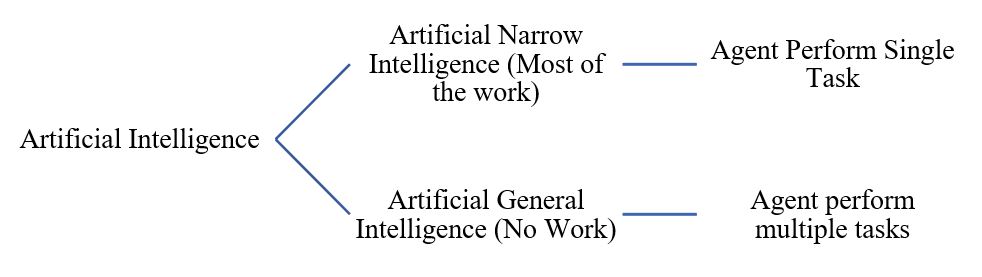 Artificial Intelligence
Artificial Narrow
Intelligence (Most of
the work)
Agent Perform Single
Task
Artificial General
Intelligence (No Work)
Agent perform
multiple tasks